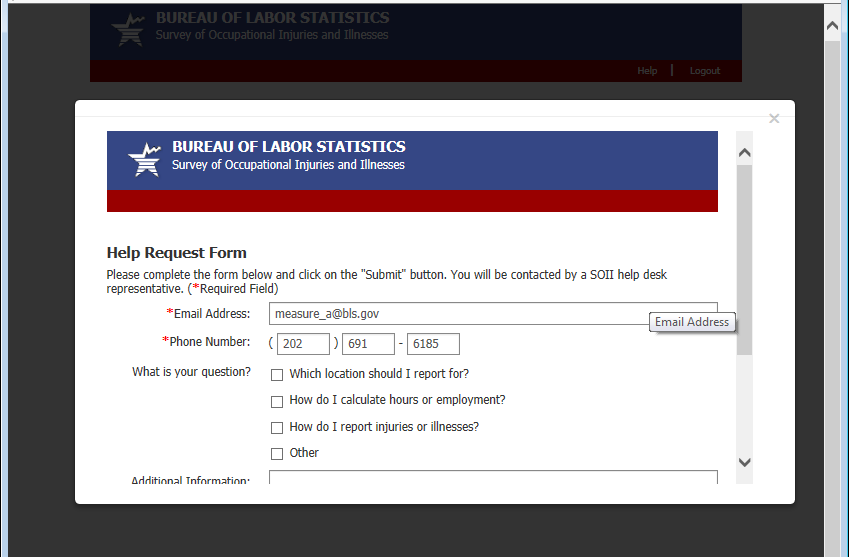 BUREAU OF LABOR STATISTICS
Survey of Occupational Injuries and Illnesses
Help | Logout
×
BUREAU OF LABOR STATISTICS
Survey of Occupational Injuries and Illnesses
Help Request Form
Please complete the form below and click on the "Submit" button. You will be contacted by a SOII help desk
representative. (*Required Field)
*Email Address: measure_a@bls.gov
Email Address
*Phone Number: ( 202 ) 691 - 6185
What is your question? Which location should I report for?
How do I calculate hours or employment?
How do I report injuries or illnesses?
Other
Additional Information: